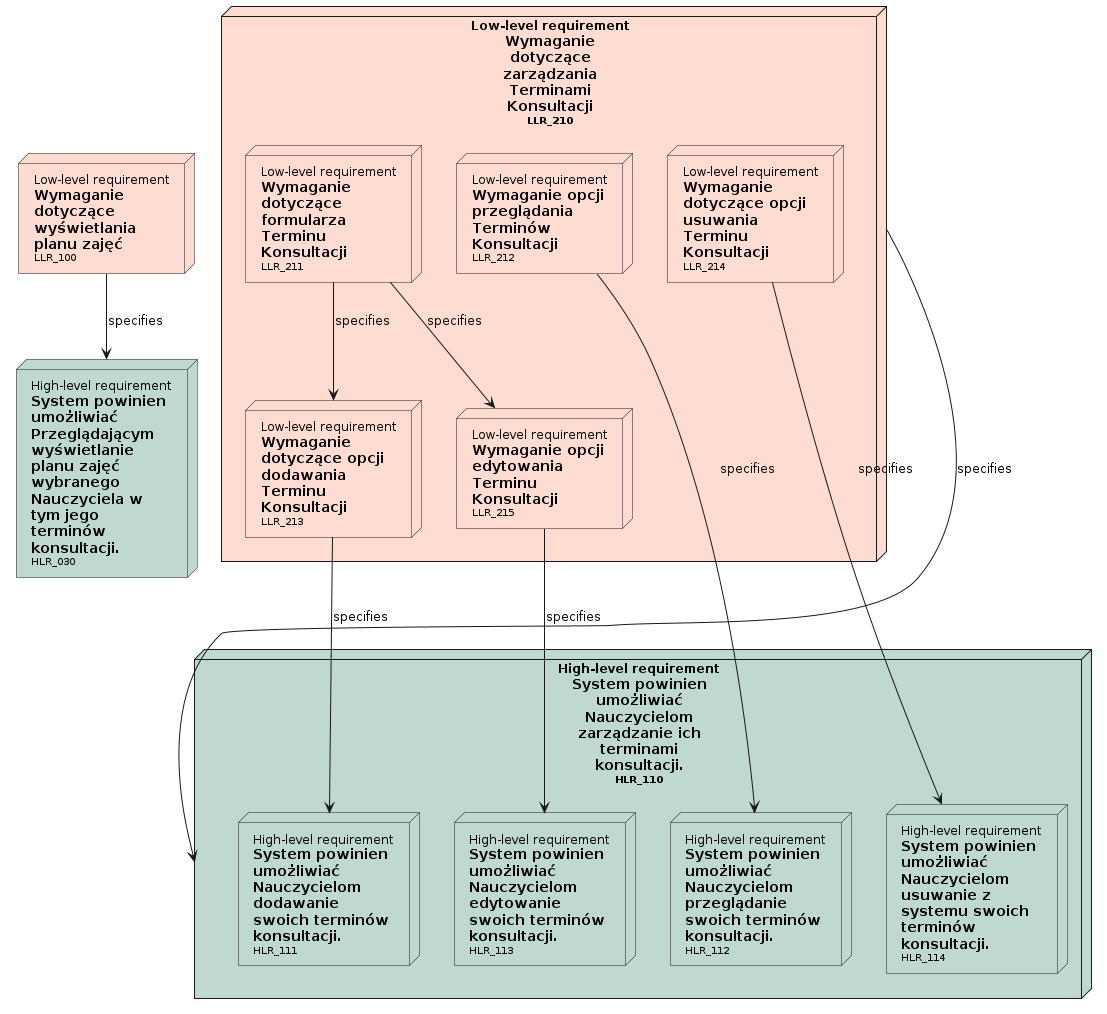 Low-level requirement
Wymaganie
dotyczące
zarządzania
Terminami
Konsultacji
LLR_210
Low-level requirement
Wymaganie
dotyczące
wyświetlania
planu zajęć
LLR_100
Low-level requirement
Wymaganie
dotyczące
formularza
Terminu
Konsultacji
LLR_211
Low-level requirement
Wymaganie opcji
przeglądania
Terminów
Konsultacji
LLR_212
Low-level requirement
Wymaganie
dotyczące opcji
usuwania
Terminu
Konsultacji
LLR_214
specifies
specifies
specifies
High-level requirement
System powinien
umożliwiać
Przeglądającym
wyświetlanie
planu zajęć
wybranego
Nauczyciela w
tym jego
terminów
konsultacji.
HLR_030
Low-level requirement
Wymaganie
dotyczące opcji
dodawania
Terminu
Konsultacji
LLR_213
Low-level requirement
Wymaganie opcji
edytowania
Terminu
Konsultacji
LLR_215
specifies
specifies
specifies
specifies
specifies
High-level requirement
System powinien
umożliwiać
Nauczycielom
zarządzanie ich
terminami
konsultacji.
HLR_110
High-level requirement
System powinien
umożliwiać
Nauczycielom
dodawanie
swoich terminów
konsultacji.
HLR_111
High-level requirement
System powinien
umożliwiać
Nauczycielom
edytowanie
swoich terminów
konsultacji.
HLR_113
High-level requirement
System powinien
umożliwiać
Nauczycielom
przeglądanie
swoich terminów
konsultacji.
HLR_112
High-level requirement
System powinien
umożliwiać
Nauczycielom
usuwanie z
systemu swoich
terminów
konsultacji.
HLR_114